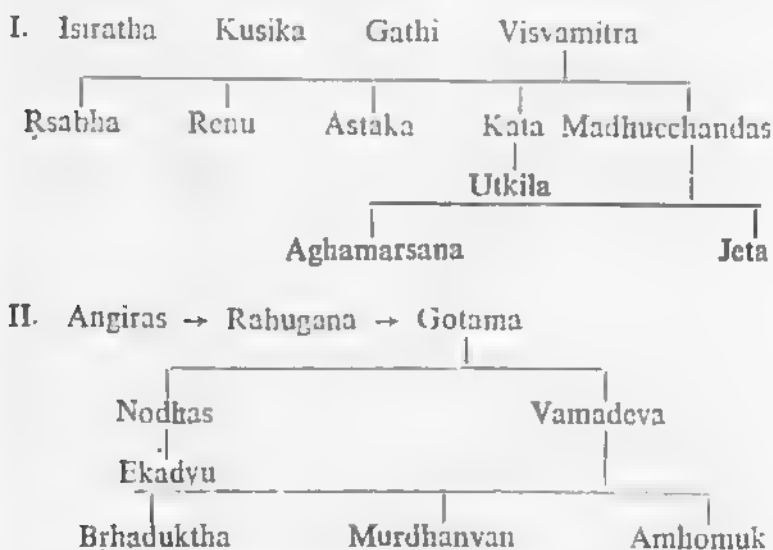 I. Isiratha Kusika Gathi Visvamitra
Rsabha Renu Astaka Kata Madhucchandas
Utkila
Aghamarsana Jeta
II. Angiras → Rahugana → Gotama
Nodhas Vamadeva
Ekadyu
Brhaduktha Murdhanvan Amhomuk